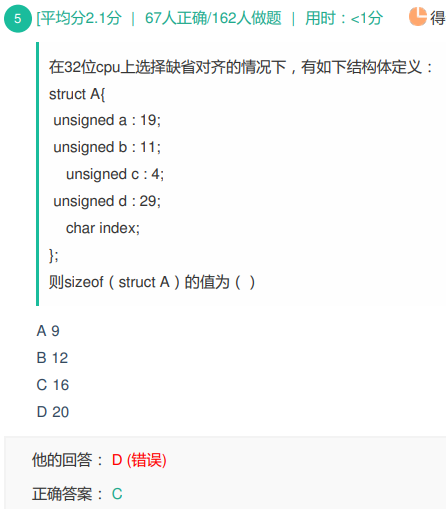 5 [平均分2.1分 | 67人正确/162人做题 | 用时：<1分 得
在32位cpu上选择缺省对齐的情况下，有如下结构体定义：
struct A{
unsigned a : 19;
unsigned b : 11;
unsigned c : 4;
unsigned d : 29;
char index;
};
则sizeof（struct A）的值为（ ）
A 9
B 12
C 16
D 20
他的回答： D (错误)
正确答案： C